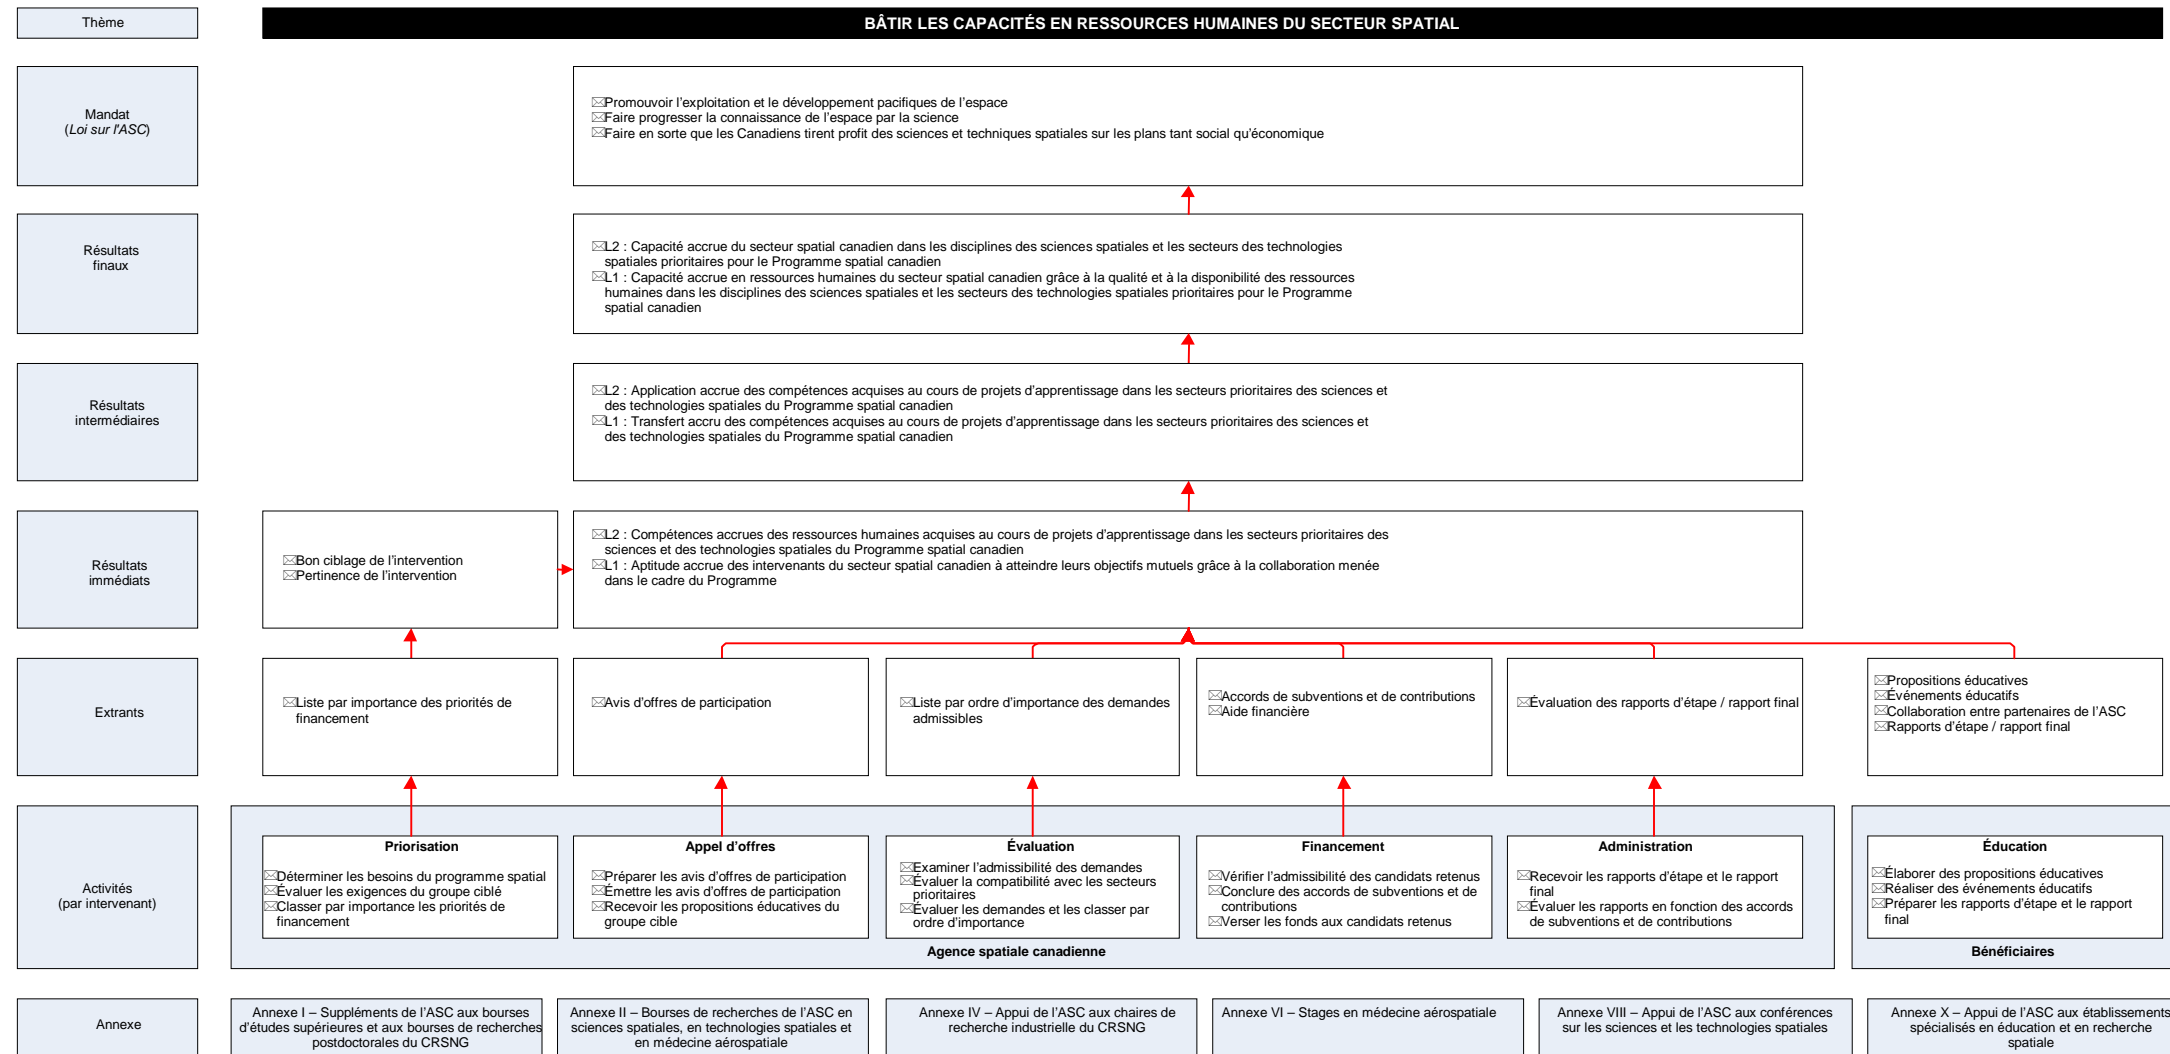 Thème
BÂTIR LES CAPACITÉS EN RESSOURCES HUMAINES DU SECTEUR SPATIAL
Mandat
(Loi sur l'ASC)
Promouvoir l'exploitation et le développement pacifiques de l'espace
Faire progresser la connaissance de l'espace par la science
Faire en sorte que les Canadiens tirent profit des sciences et techniques spatiales sur les plans tant social qu'économique
Résultats
finaux
L2 : Capacité accrue du secteur spatial canadien dans les disciplines des sciences spatiales et les secteurs des technologies
spatiales prioritaires pour le Programme spatial canadien
L1 : Capacité accrue en ressources humaines du secteur spatial canadien grâce à la qualité et à la disponibilité des ressources
humaines dans les disciplines des sciences spatiales et les secteurs des technologies spatiales prioritaires pour le Programme
spatial canadien
Résultats
intermédiaires
L2 : Application accrue des compétences acquises au cours de projets d'apprentissage dans les secteurs prioritaires des sciences et
des technologies spatiales du Programme spatial canadien
L1 : Transfert accru des compétences acquises au cours de projets d'apprentissage dans les secteurs prioritaires des sciences et
des technologies spatiales du Programme spatial canadien
Résultats
immédiats
Bon ciblage de l'intervention
Pertinence de l'intervention
L2 : Compétences accrues des ressources humaines acquises au cours de projets d'apprentissage dans les secteurs prioritaires des
sciences et des technologies spatiales du Programme spatial canadien
L1 : Aptitude accrue des intervenants du secteur spatial canadien à atteindre leurs objectifs mutuels grâce à la collaboration menée
dans le cadre du Programme
Extrants
Liste par importance des priorités de
financement
Avis d'offres de participation
Liste par ordre d'importance des demandes
admissibles
Accords de subventions et de contributions
Aide financière
Évaluation des rapports d'étape / rapport final
Propositions éducatives
Événements éducatifs
Collaboration entre partenaires de l'ASC
Rapports d'étape / rapport final
Activités
(par intervenant)
Priorisation
Déterminer les besoins du programme spatial
Évaluer les exigences du groupe ciblé
Classer par importance les priorités de
financement
Appel d'offres
Préparer les avis d'offres de participation
Émettre les avis d'offres de participation
Recevoir les propositions éducatives du
groupe cible
Évaluation
Examiner l'admissibilité des demandes
Évaluer la compatibilité avec les secteurs
prioritaires
Évaluer les demandes et les classer par
ordre d'importance
Financement
Vérifier l'admissibilité des candidats retenus
Conclure des accords de subventions et de
contributions
Verser les fonds aux candidats retenus
Administration
Recevoir les rapports d'étape et le rapport
final
Évaluer les rapports en fonction des accords
de subventions et de contributions
Éducation
Élaborer des propositions éducatives
Réaliser des événements éducatifs
Préparer les rapports d'étape et le rapport
final
Agence spatiale canadienne
Bénéficiaires
Annexe
Annexe I – Suppléments de l'ASC aux bourses
d'études supérieures et aux bourses de recherches
postdoctorales du CRSNG
Annexe II – Bourses de recherches de l'ASC en
sciences spatiales, en technologies spatiales et
en médecine aérospatiale
Annexe IV – Appui de l'ASC aux chaires de
recherche industrielle du CRSNG
Annexe VI – Stages en médecine aérospatiale
Annexe VIII – Appui de l'ASC aux conférences
sur les sciences et les technologies spatiales
Annexe X – Appui de l'ASC aux établissements
spécialisés en éducation et en recherche
spatiale